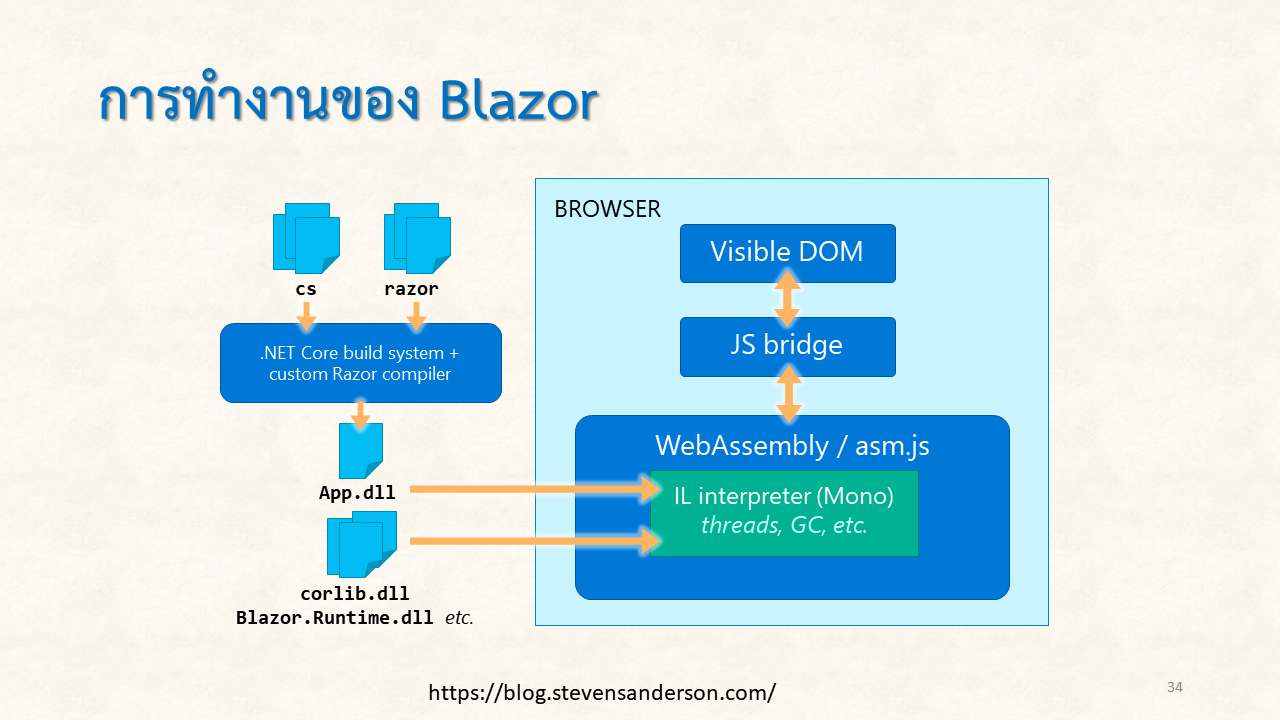 การทำงานของ Blazor
cs
razor
.NET Core build system +
custom Razor compiler
App.dll
corlib.dll
Blazor.Runtime.dll etc.
BROWSER
Visible DOM
JS bridge
WebAssembly / asm.js
IL interpreter (Mono)
threads, GC, etc.
https://blog.stevensanderson.com/
34